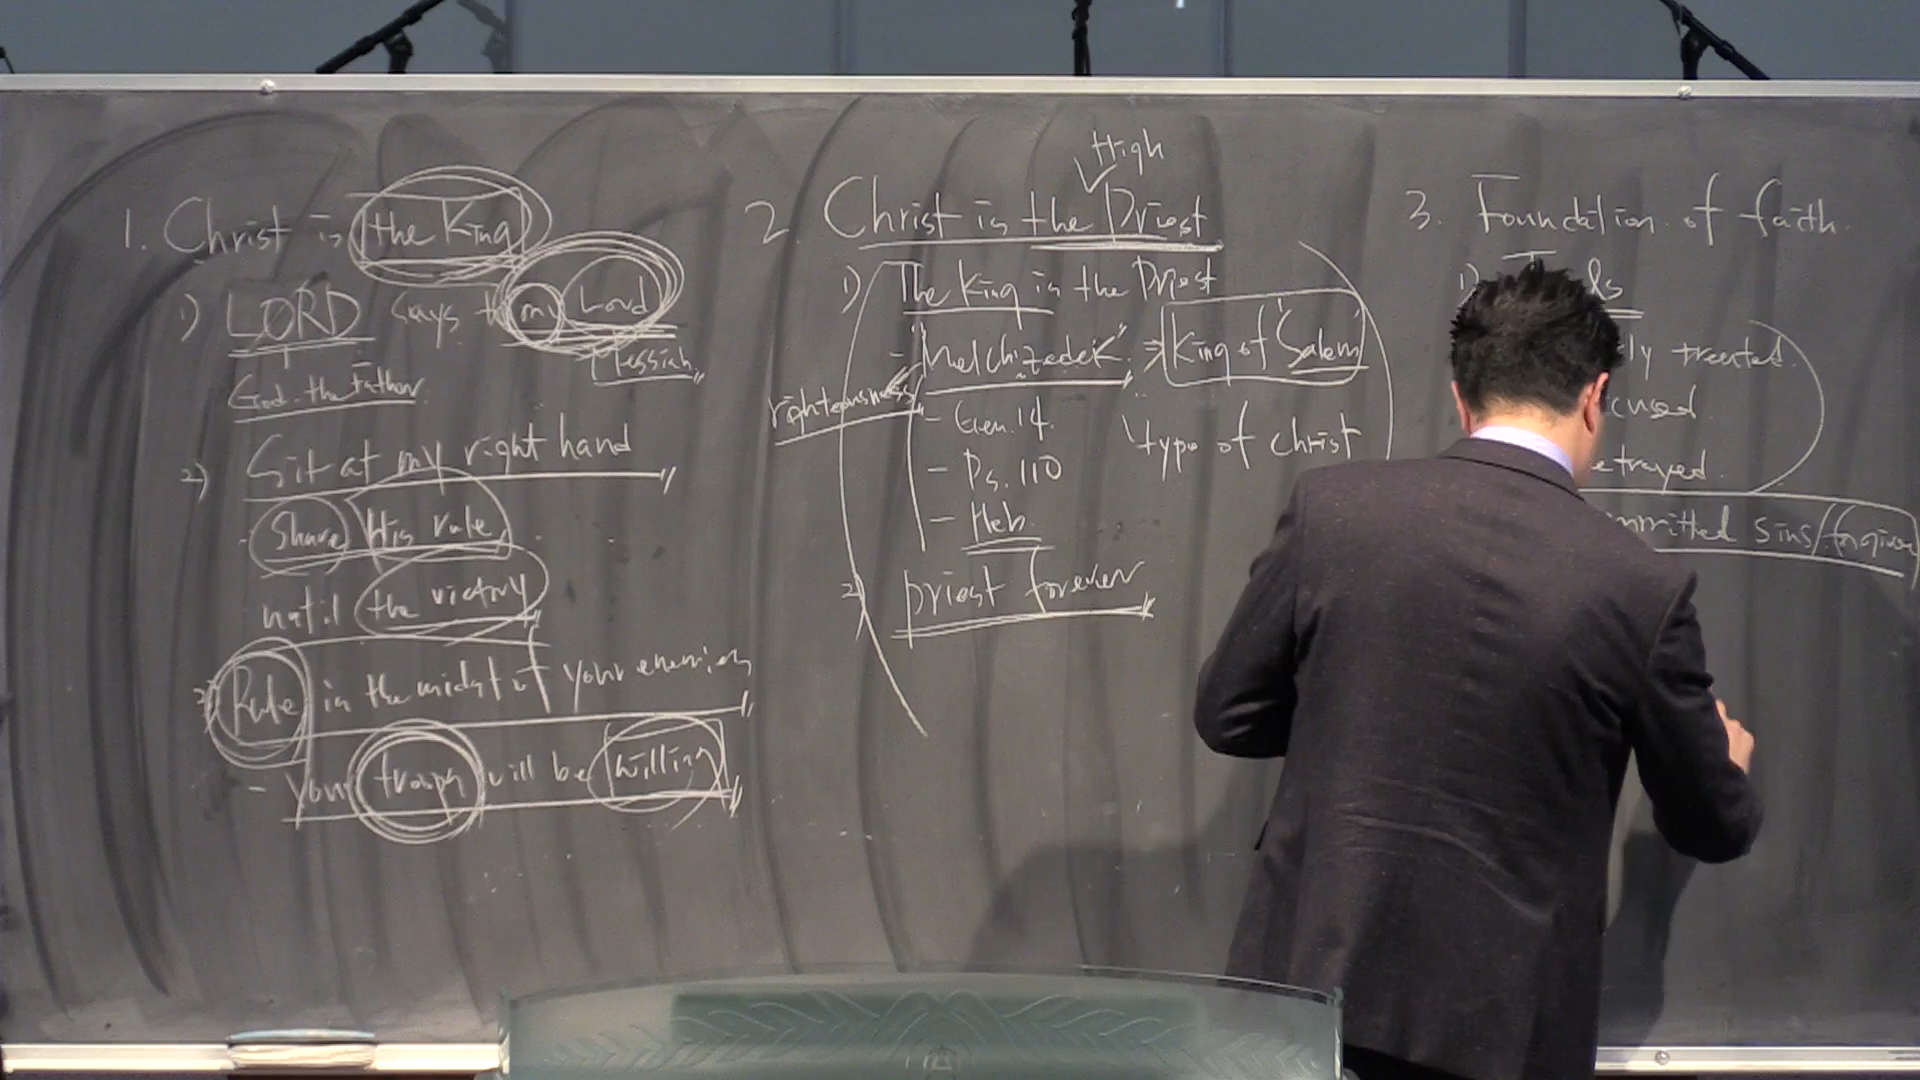 1. Christ is the King
1) LORD says to my Lord
"Messiah"
God the Father
2) "Sit at my right hand"
- Share His rule
until the victory
3) "Rule in the midst of your enemies"
- "Your troops will be willing"
High
2. Christ is the Priest
1) The King is the Priest
- "Melchizedek" ⇒ King of Salem
righteousness
- Gen. 14.
type of christ
- Ps. 110
- Heb.
2) "priest forever"
3. Foundation of faith.
1)
ly treated.
cused.
etrayed.
mmitted sins / forgiven